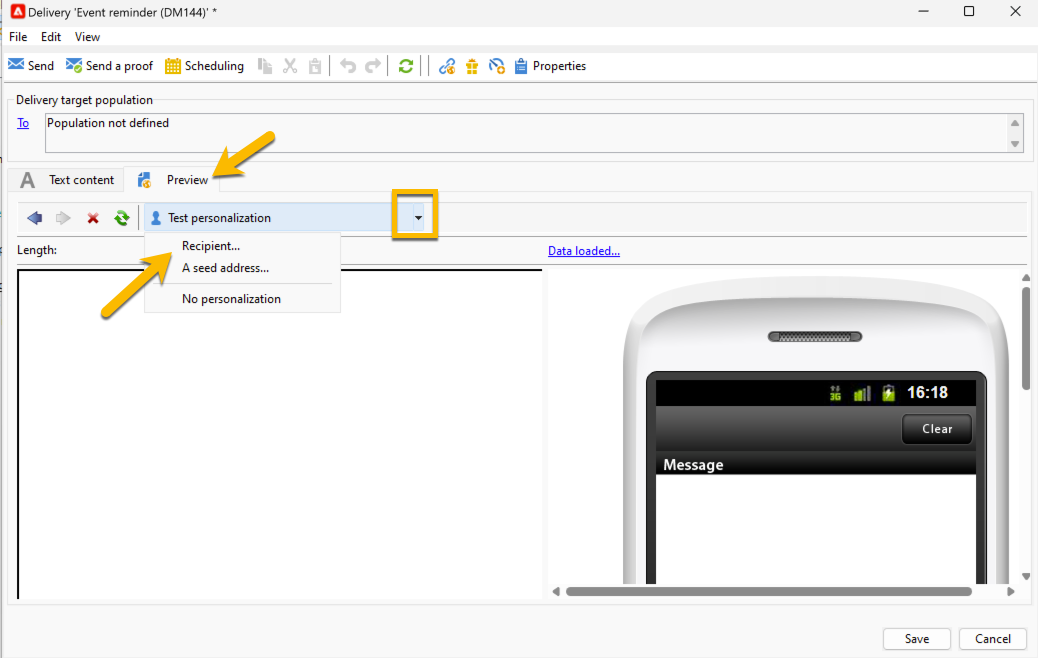 Delivery 'Event reminder (DM144)' *
File Edit View
Send Send a proof Scheduling Properties
Delivery target population
To Population not defined
Text content Preview
Test personalization
Length: Data loaded...
Recipient...
A seed address...
No personalization
3G 16:18
Clear
Message
Save Cancel